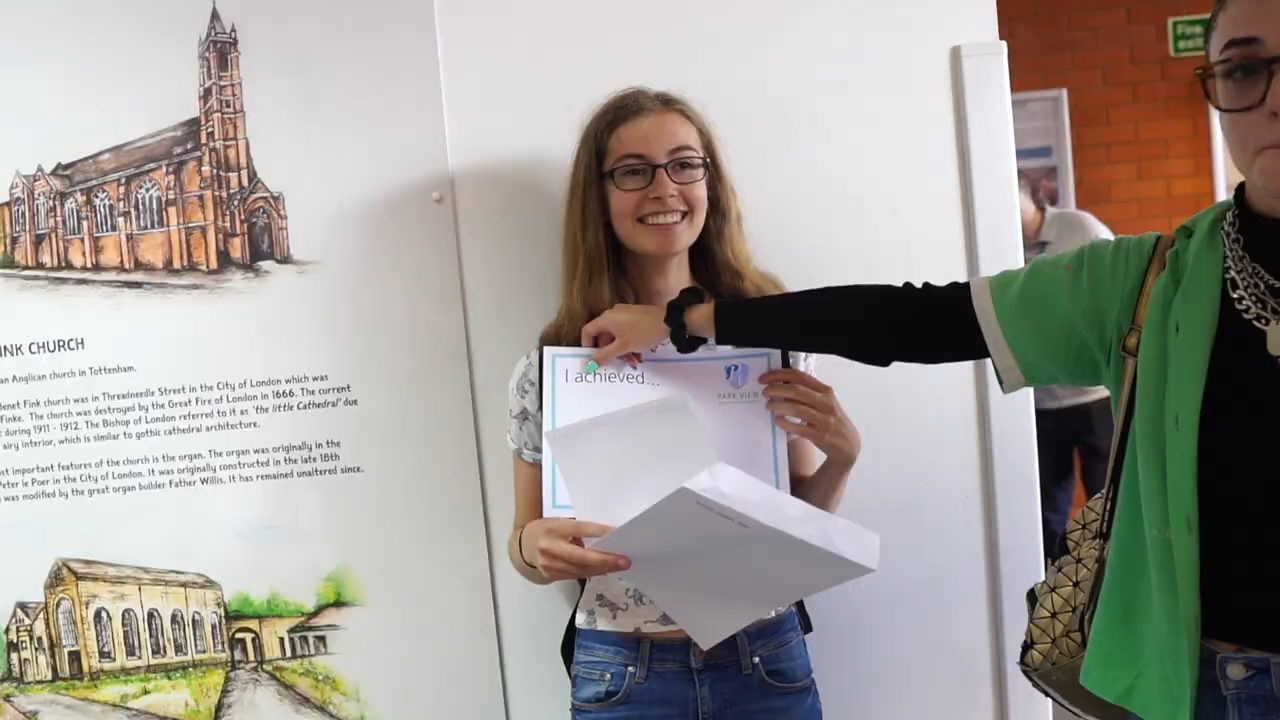 INK CHURCH
an Anglican church in Tottenham.
Benet Fink church was in Threadneedle Street in the City of London which was
Finke. The church was destroyed by the Great Fire of London in 1666. The current
during 1911 - 1912. The Bishop of London referred to it as 'the little Cathedral' due
airy interior, which is similar to gothic cathedral architecture.
st important features of the church is the organ. The organ was originally in the
Peter le Poer in the City of London. It was originally constructed in the late 18th
was modified by the great organ builder Father Willis. It has remained unaltered since.
I achieved...
PARK VIEW
Fire
exit